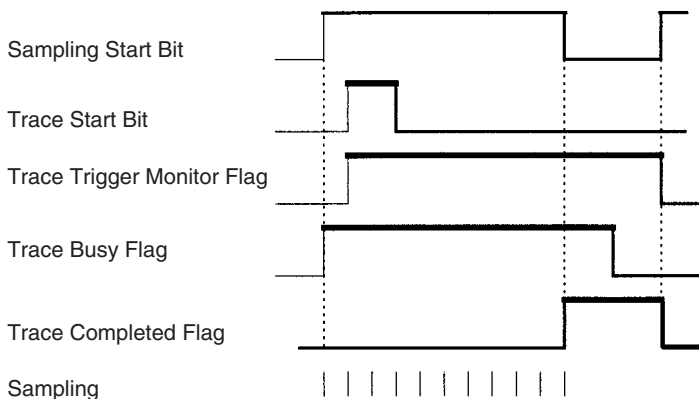 Sampling Start Bit
Trace Start Bit
Trace Trigger Monitor Flag
Trace Busy Flag
Trace Completed Flag
Sampling